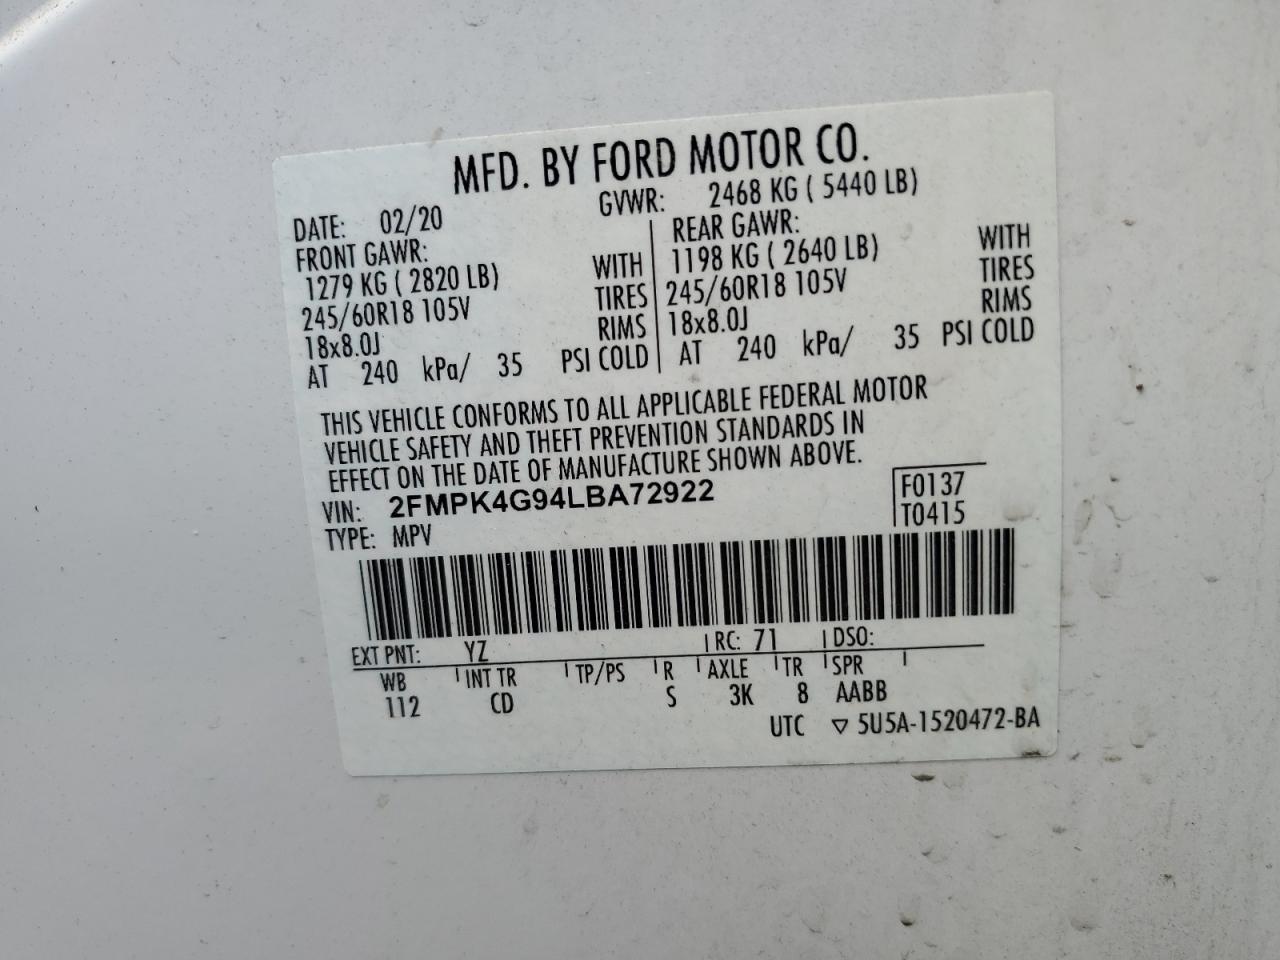 MFD. BY FORD MOTOR CO.
DATE: 02/20 GVWR: 2468 KG ( 5440 LB)
FRONT GAWR: REAR GAWR:
1279 KG ( 2820 LB) WITH 1198 KG ( 2640 LB) WITH
245/60R18 105V TIRES 245/60R18 105V TIRES
18x8.0J RIMS 18x8.0J RIMS
AT 240 kPa/ 35 PSI COLD AT 240 kPa/ 35 PSI COLD
THIS VEHICLE CONFORMS TO ALL APPLICABLE FEDERAL MOTOR
VEHICLE SAFETY AND THEFT PREVENTION STANDARDS IN
EFFECT ON THE DATE OF MANUFACTURE SHOWN ABOVE.
VIN: 2FMPK4G94LBA72922 F0137
TYPE: MPV T0415
EXT PNT: YZ RC: 71 DSO:
WB INT TR TP/PS R AXLE TR SPR
112 CD S 3K 8 AABB
UTC ▽ 5U5A-1520472-BA